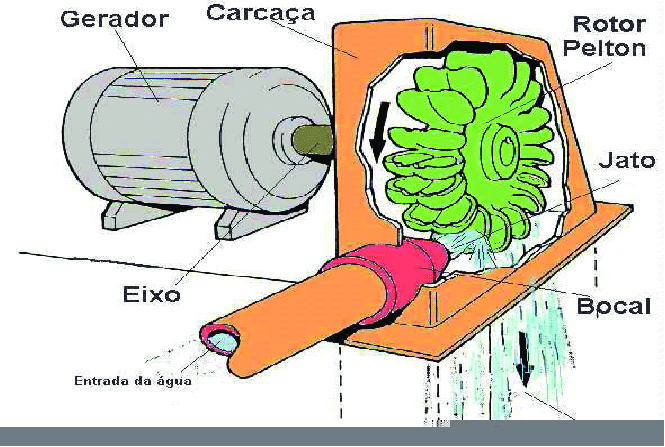 Gerador
Carcaça
Rotor
Pelton
Jato
Eixo
Bocal
Entrada da água